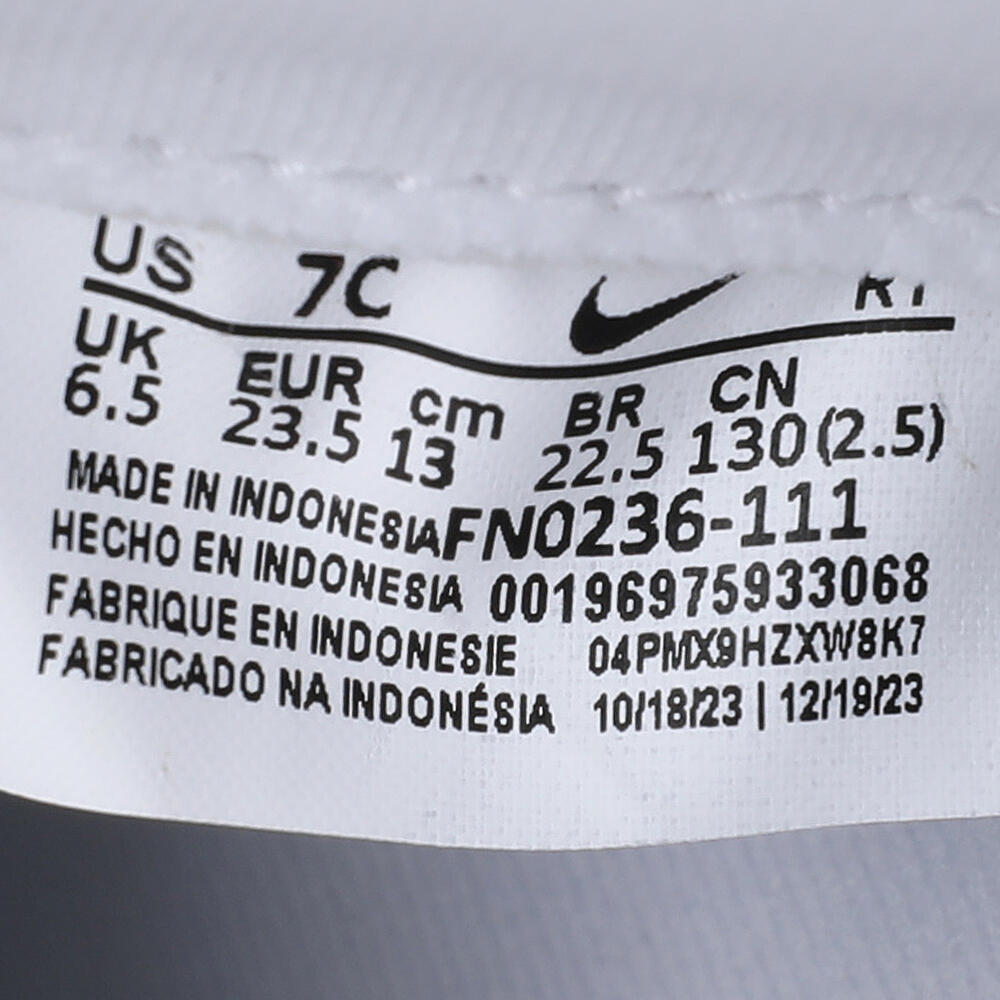 US 7C
UK EUR cm BR CN
6.5 23.5 13 22.5 130(2.5)
MADE IN INDONESIA FN0236-111
HECHO EN INDONESIA 00196975933068
FABRIQUE EN INDONESIE 04PMX9HZXW8K7
FABRICADO NA INDONÉSIA 10/18/23 | 12/19/23